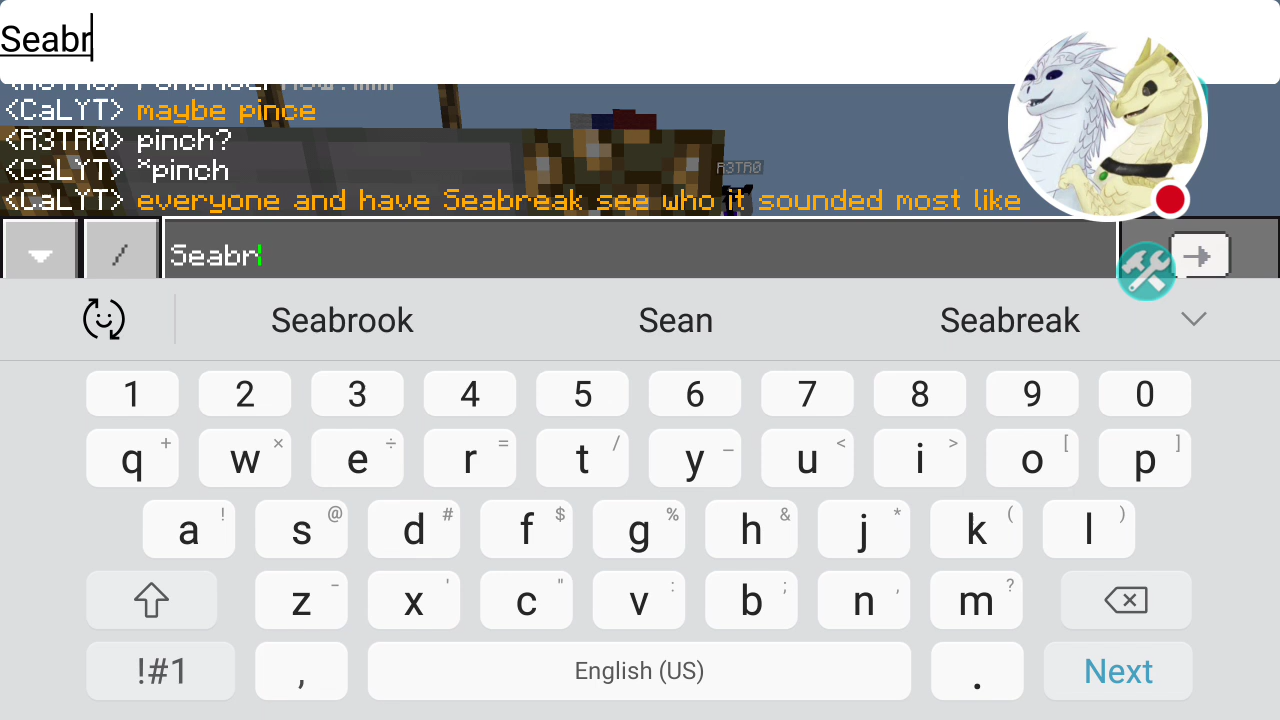 Seabr
<CaLYT> maybe pince
<R3TR0> pinch?
<CaLYT> *pinch
R3TR0
<CaLYT> everyone and have Seabreak see who it sounded most like
/ Seabr
Seabrook Sean Seabreak
1 2 3 4 5 6 7 8 9 0
q + w × e ÷ r = t / y _ u < i > o [ p ]
a ! s @ d # f $ g % h & j * k ( l )
z - x ' c " v : b ; n , m ?
!#1 , English (US) . Next